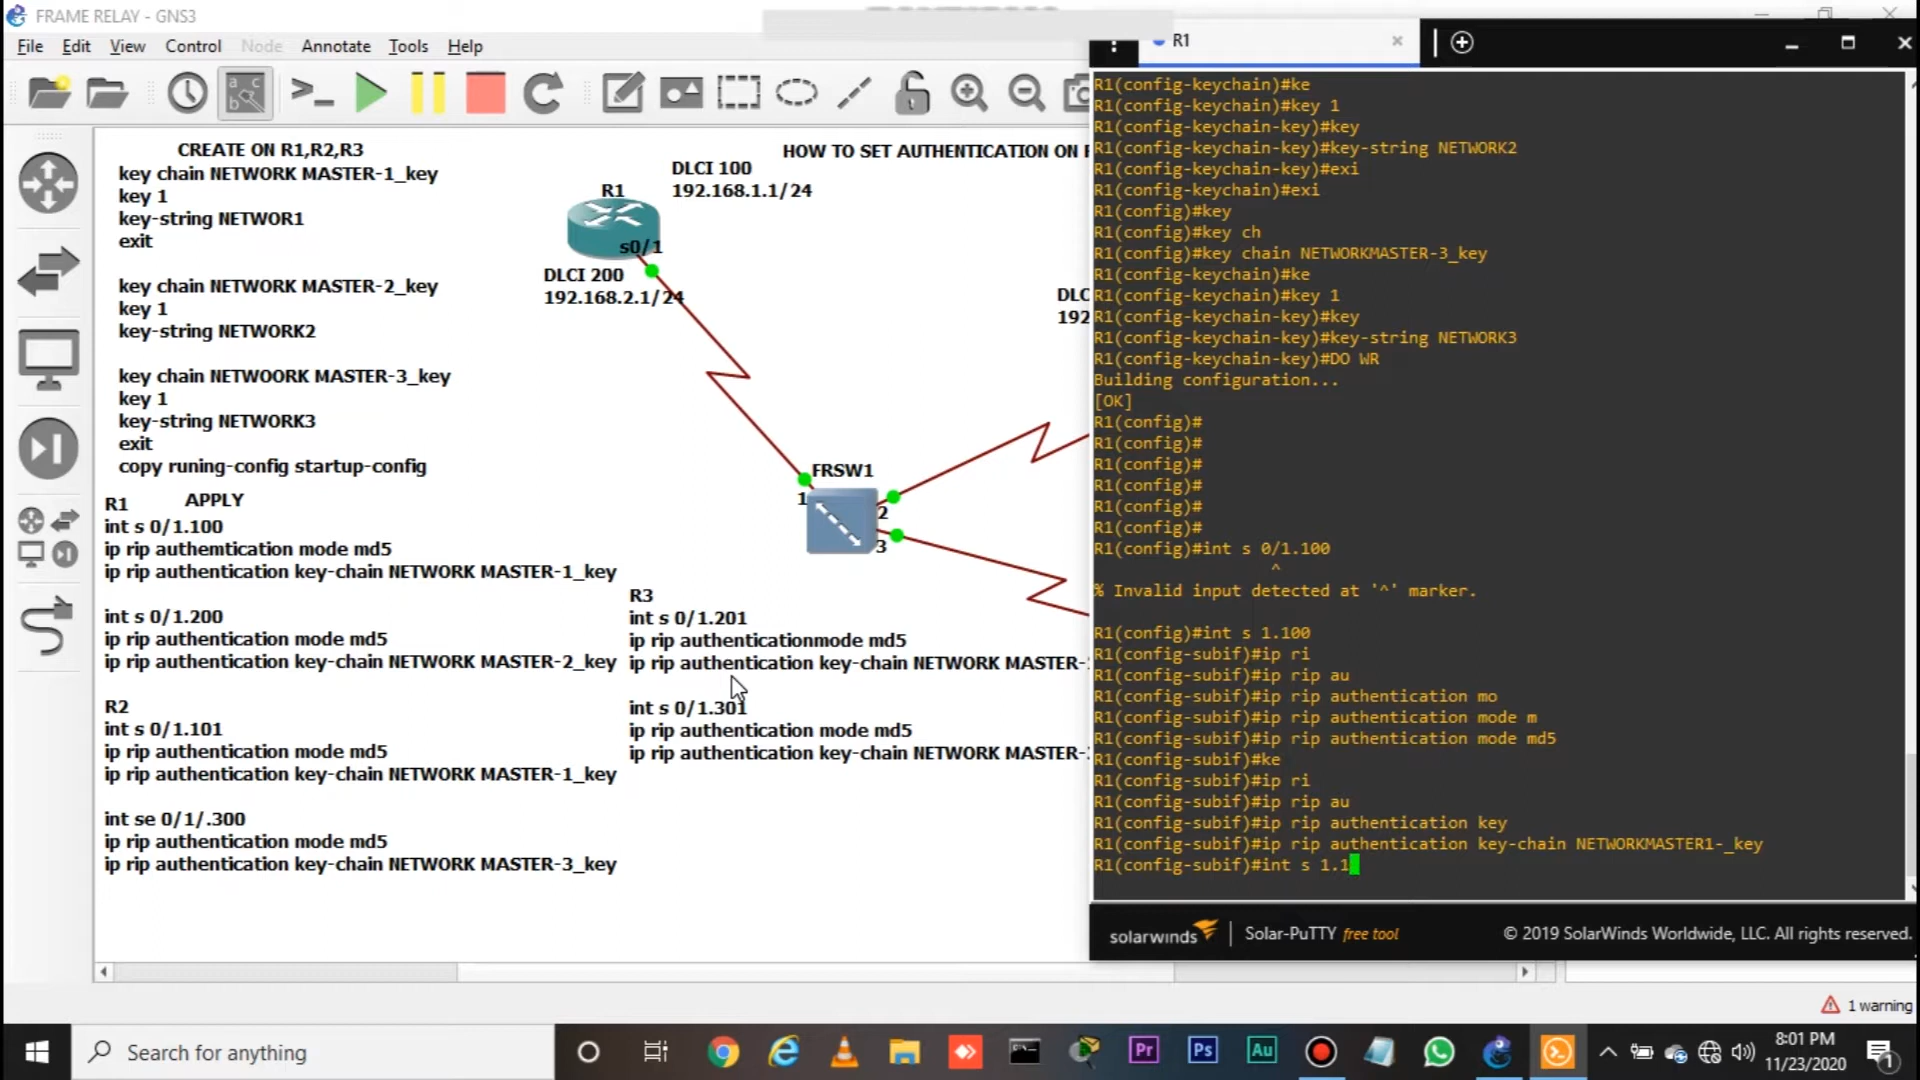 FRAME RELAY - GNS3
File Edit View Control Node Annotate Tools Help
CREATE ON R1,R2,R3
key chain NETWORK MASTER-1_key
key 1
key-string NETWOR1
exit
key chain NETWORK MASTER-2_key
key 1
key-string NETWORK2
key chain NETWOORK MASTER-3_key
key 1
key-string NETWORK3
exit
copy runing-config startup-config
APPLY
R1
int s 0/1.100
ip rip authemtication mode md5
ip rip authentication key-chain NETWORK MASTER-1_key
int s 0/1.200
ip rip authentication mode md5
ip rip authentication key-chain NETWORK MASTER-2_key
R2
int s 0/1.101
ip rip authentication mode md5
ip rip authentication key-chain NETWORK MASTER-1_key
int se 0/1/.300
ip rip authentication mode md5
ip rip authentication key-chain NETWORK MASTER-3_key
HOW TO SET AUTHENTICATION ON
DLCI 100
192.168.1.1/24
R1
s0/1
DLCI 200
192.168.2.1/24
DLC
192
FRSW1
1
2
3
R3
int s 0/1.201
ip rip authenticationmode md5
ip rip authentication key-chain NETWORK MASTER-
int s 0/1.301
ip rip authentication mode md5
ip rip authentication key-chain NETWORK MASTER-
R1
R1(config-keychain)#ke
R1(config-keychain)#key 1
R1(config-keychain-key)#key
R1(config-keychain-key)#key-string NETWORK2
R1(config-keychain-key)#exi
R1(config-keychain)#exi
R1(config)#key
R1(config)#key ch
R1(config)#key chain NETWORKMASTER-3_key
R1(config-keychain)#ke
R1(config-keychain)#key 1
R1(config-keychain-key)#key
R1(config-keychain-key)#key-string NETWORK3
R1(config-keychain-key)#DO WR
Building configuration...
[OK]
R1(config)#
R1(config)#
R1(config)#
R1(config)#
R1(config)#
R1(config)#
R1(config)#int s 0/1.100
^
% Invalid input detected at '^' marker.
R1(config)#int s 1.100
R1(config-subif)#ip ri
R1(config-subif)#ip rip au
R1(config-subif)#ip rip authentication mo
R1(config-subif)#ip rip authentication mode m
R1(config-subif)#ip rip authentication mode md5
R1(config-subif)#ke
R1(config-subif)#ip ri
R1(config-subif)#ip rip au
R1(config-subif)#ip rip authentication key
R1(config-subif)#ip rip authentication key-chain NETWORKMASTER1-_key
R1(config-subif)#int s 1.1
solarwinds | Solar-PuTTY free tool © 2019 SolarWinds Worldwide, LLC. All rights reserved.
1 warning
Search for anything
Pr Ps Au
8:01 PM
11/23/2020
1